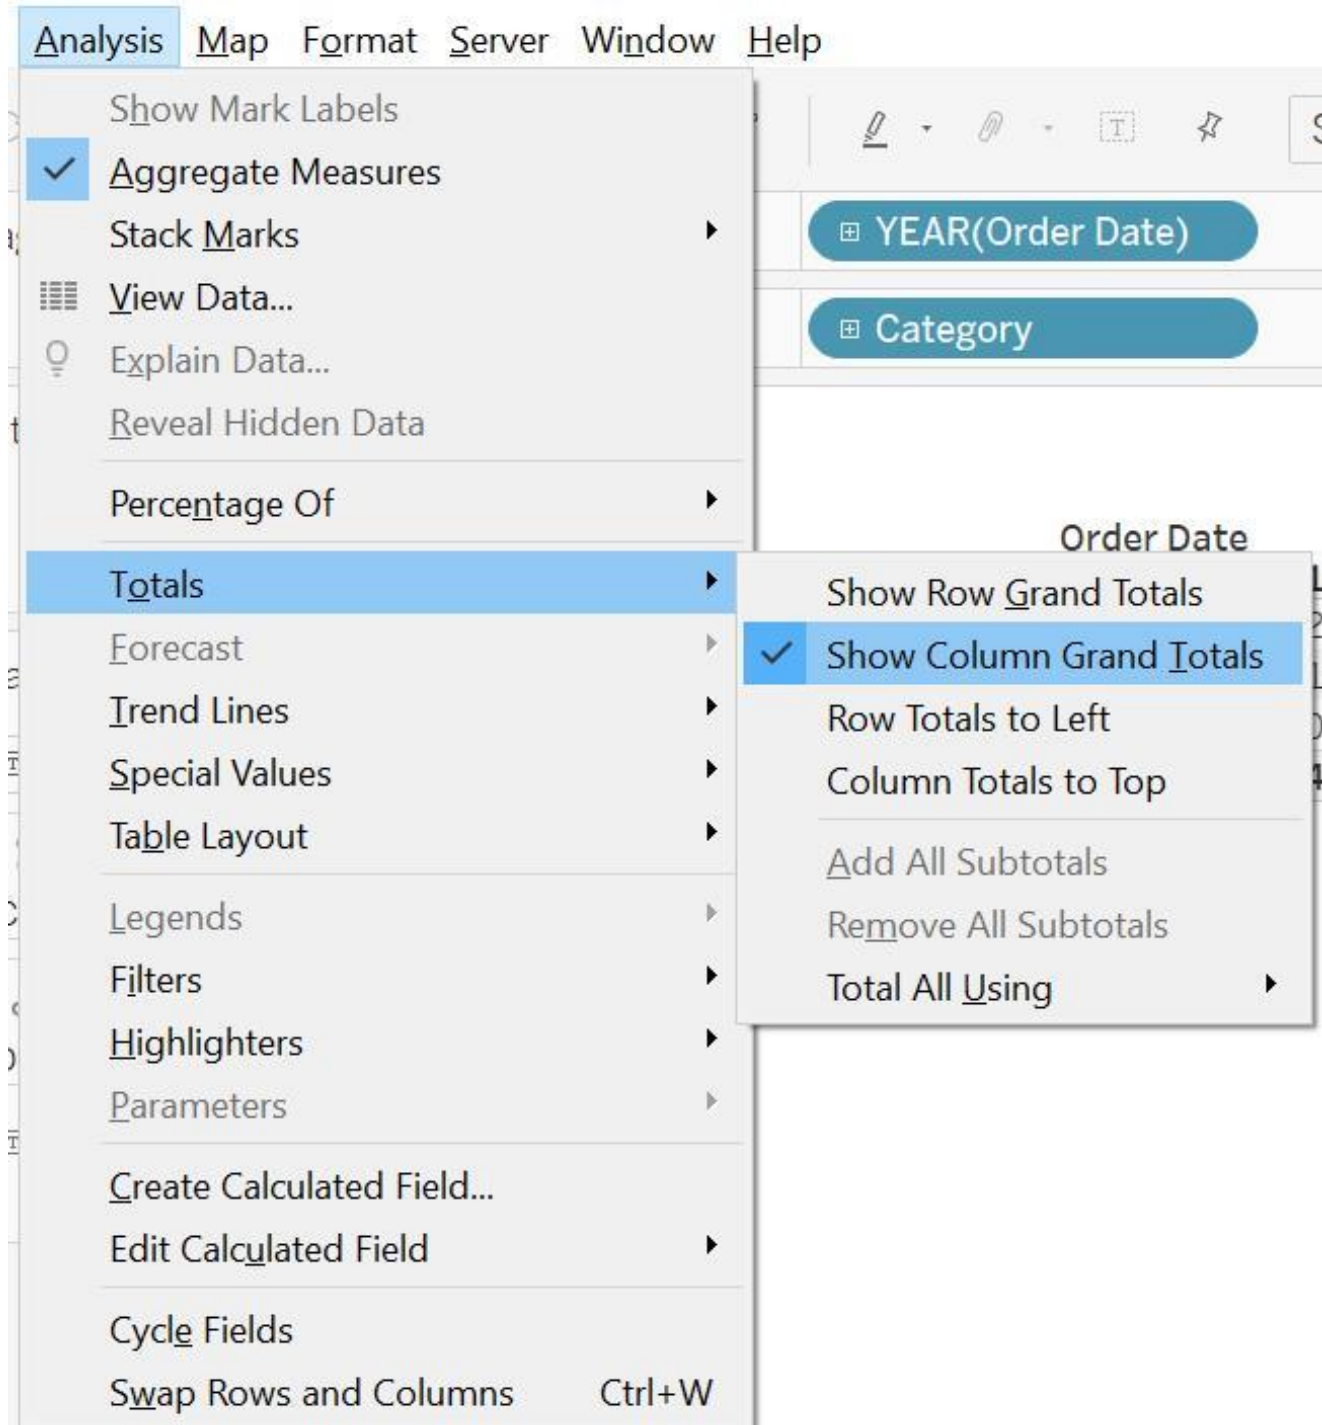 Analysis Map Format Server Window Help
Show Mark Labels
Aggregate Measures
Stack Marks
View Data...
Explain Data...
Reveal Hidden Data
Percentage Of
Totals
Forecast
Trend Lines
Special Values
Table Layout
Legends
Filters
Highlighters
Parameters
Create Calculated Field...
Edit Calculated Field
Cycle Fields
Swap Rows and Columns Ctrl+W
YEAR(Order Date)
Category
Order Date
Show Row Grand Totals
Show Column Grand Totals
Row Totals to Left
Column Totals to Top
Add All Subtotals
Remove All Subtotals
Total All Using